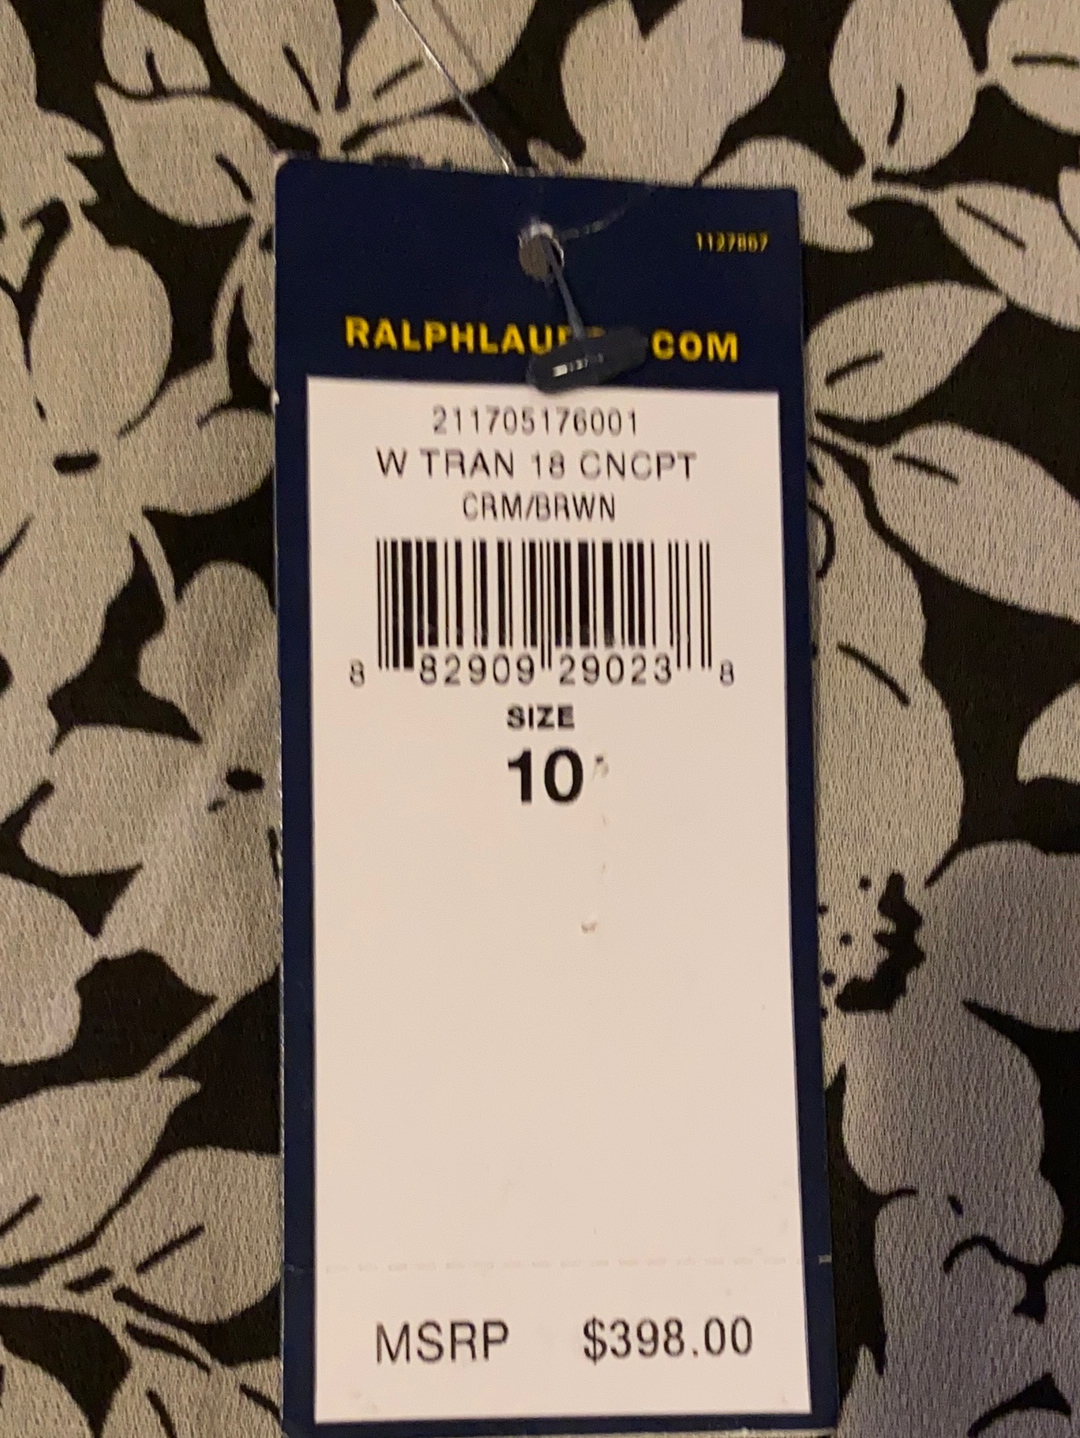 1127867
RALPHLAU COM
211705176001
W TRAN 18 CNCPT
CRM/BRWN
8 82909 29023 8
SIZE
10
MSRP $398.00